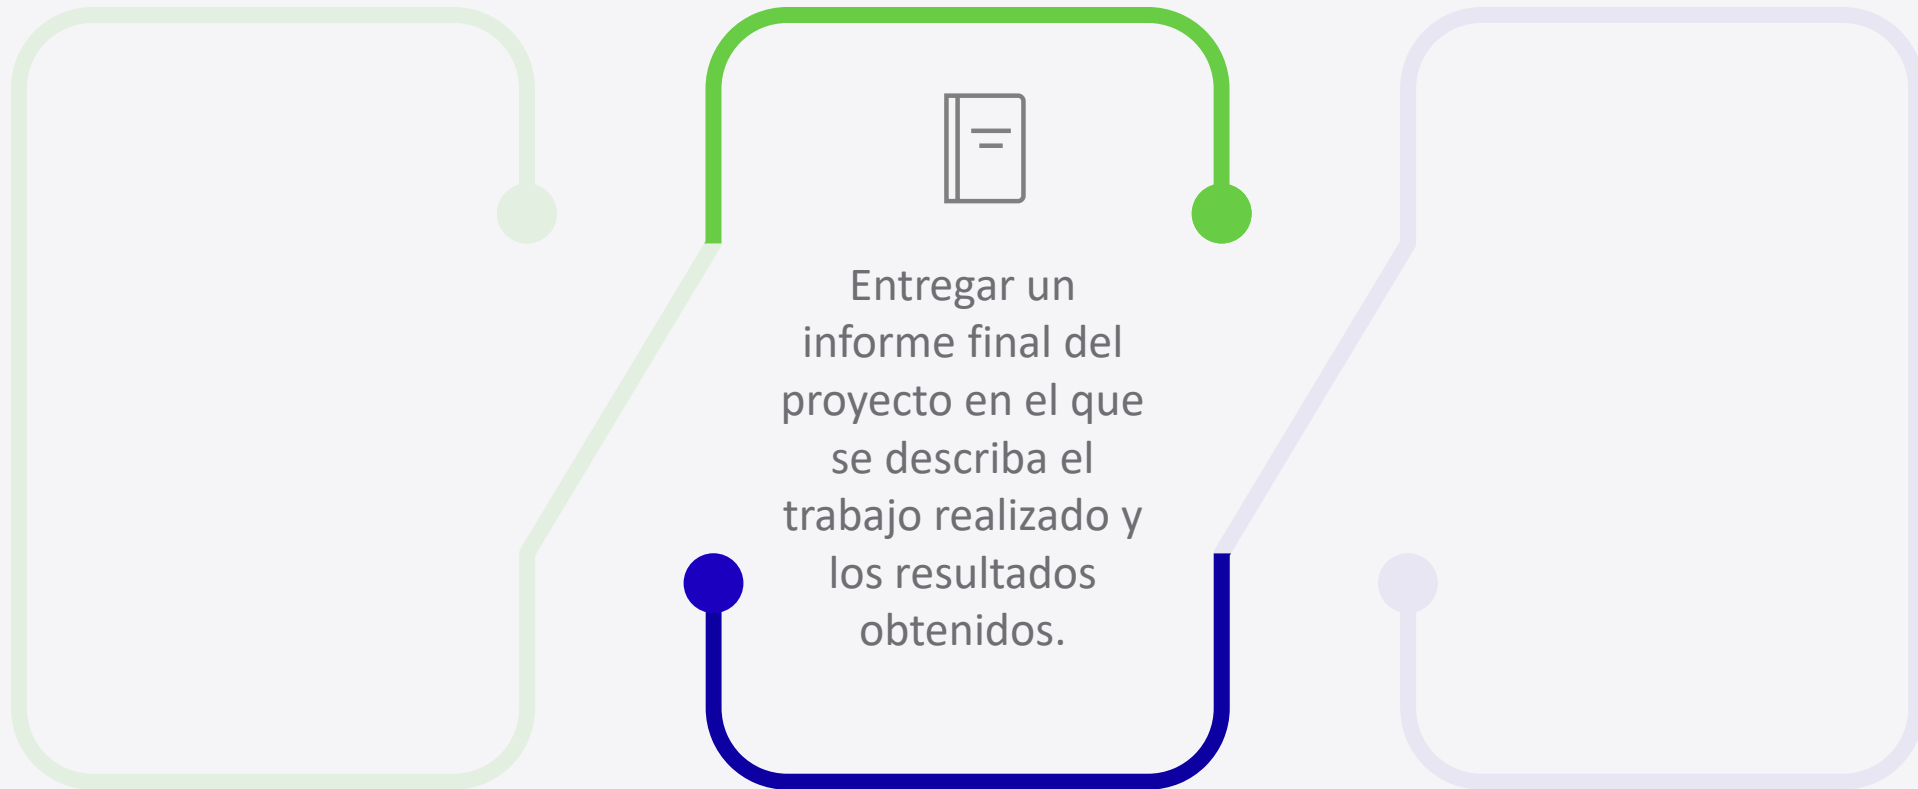 Entregar un
informe final del
proyecto en el que
se describa el
trabajo realizado y
los resultados
obtenidos.